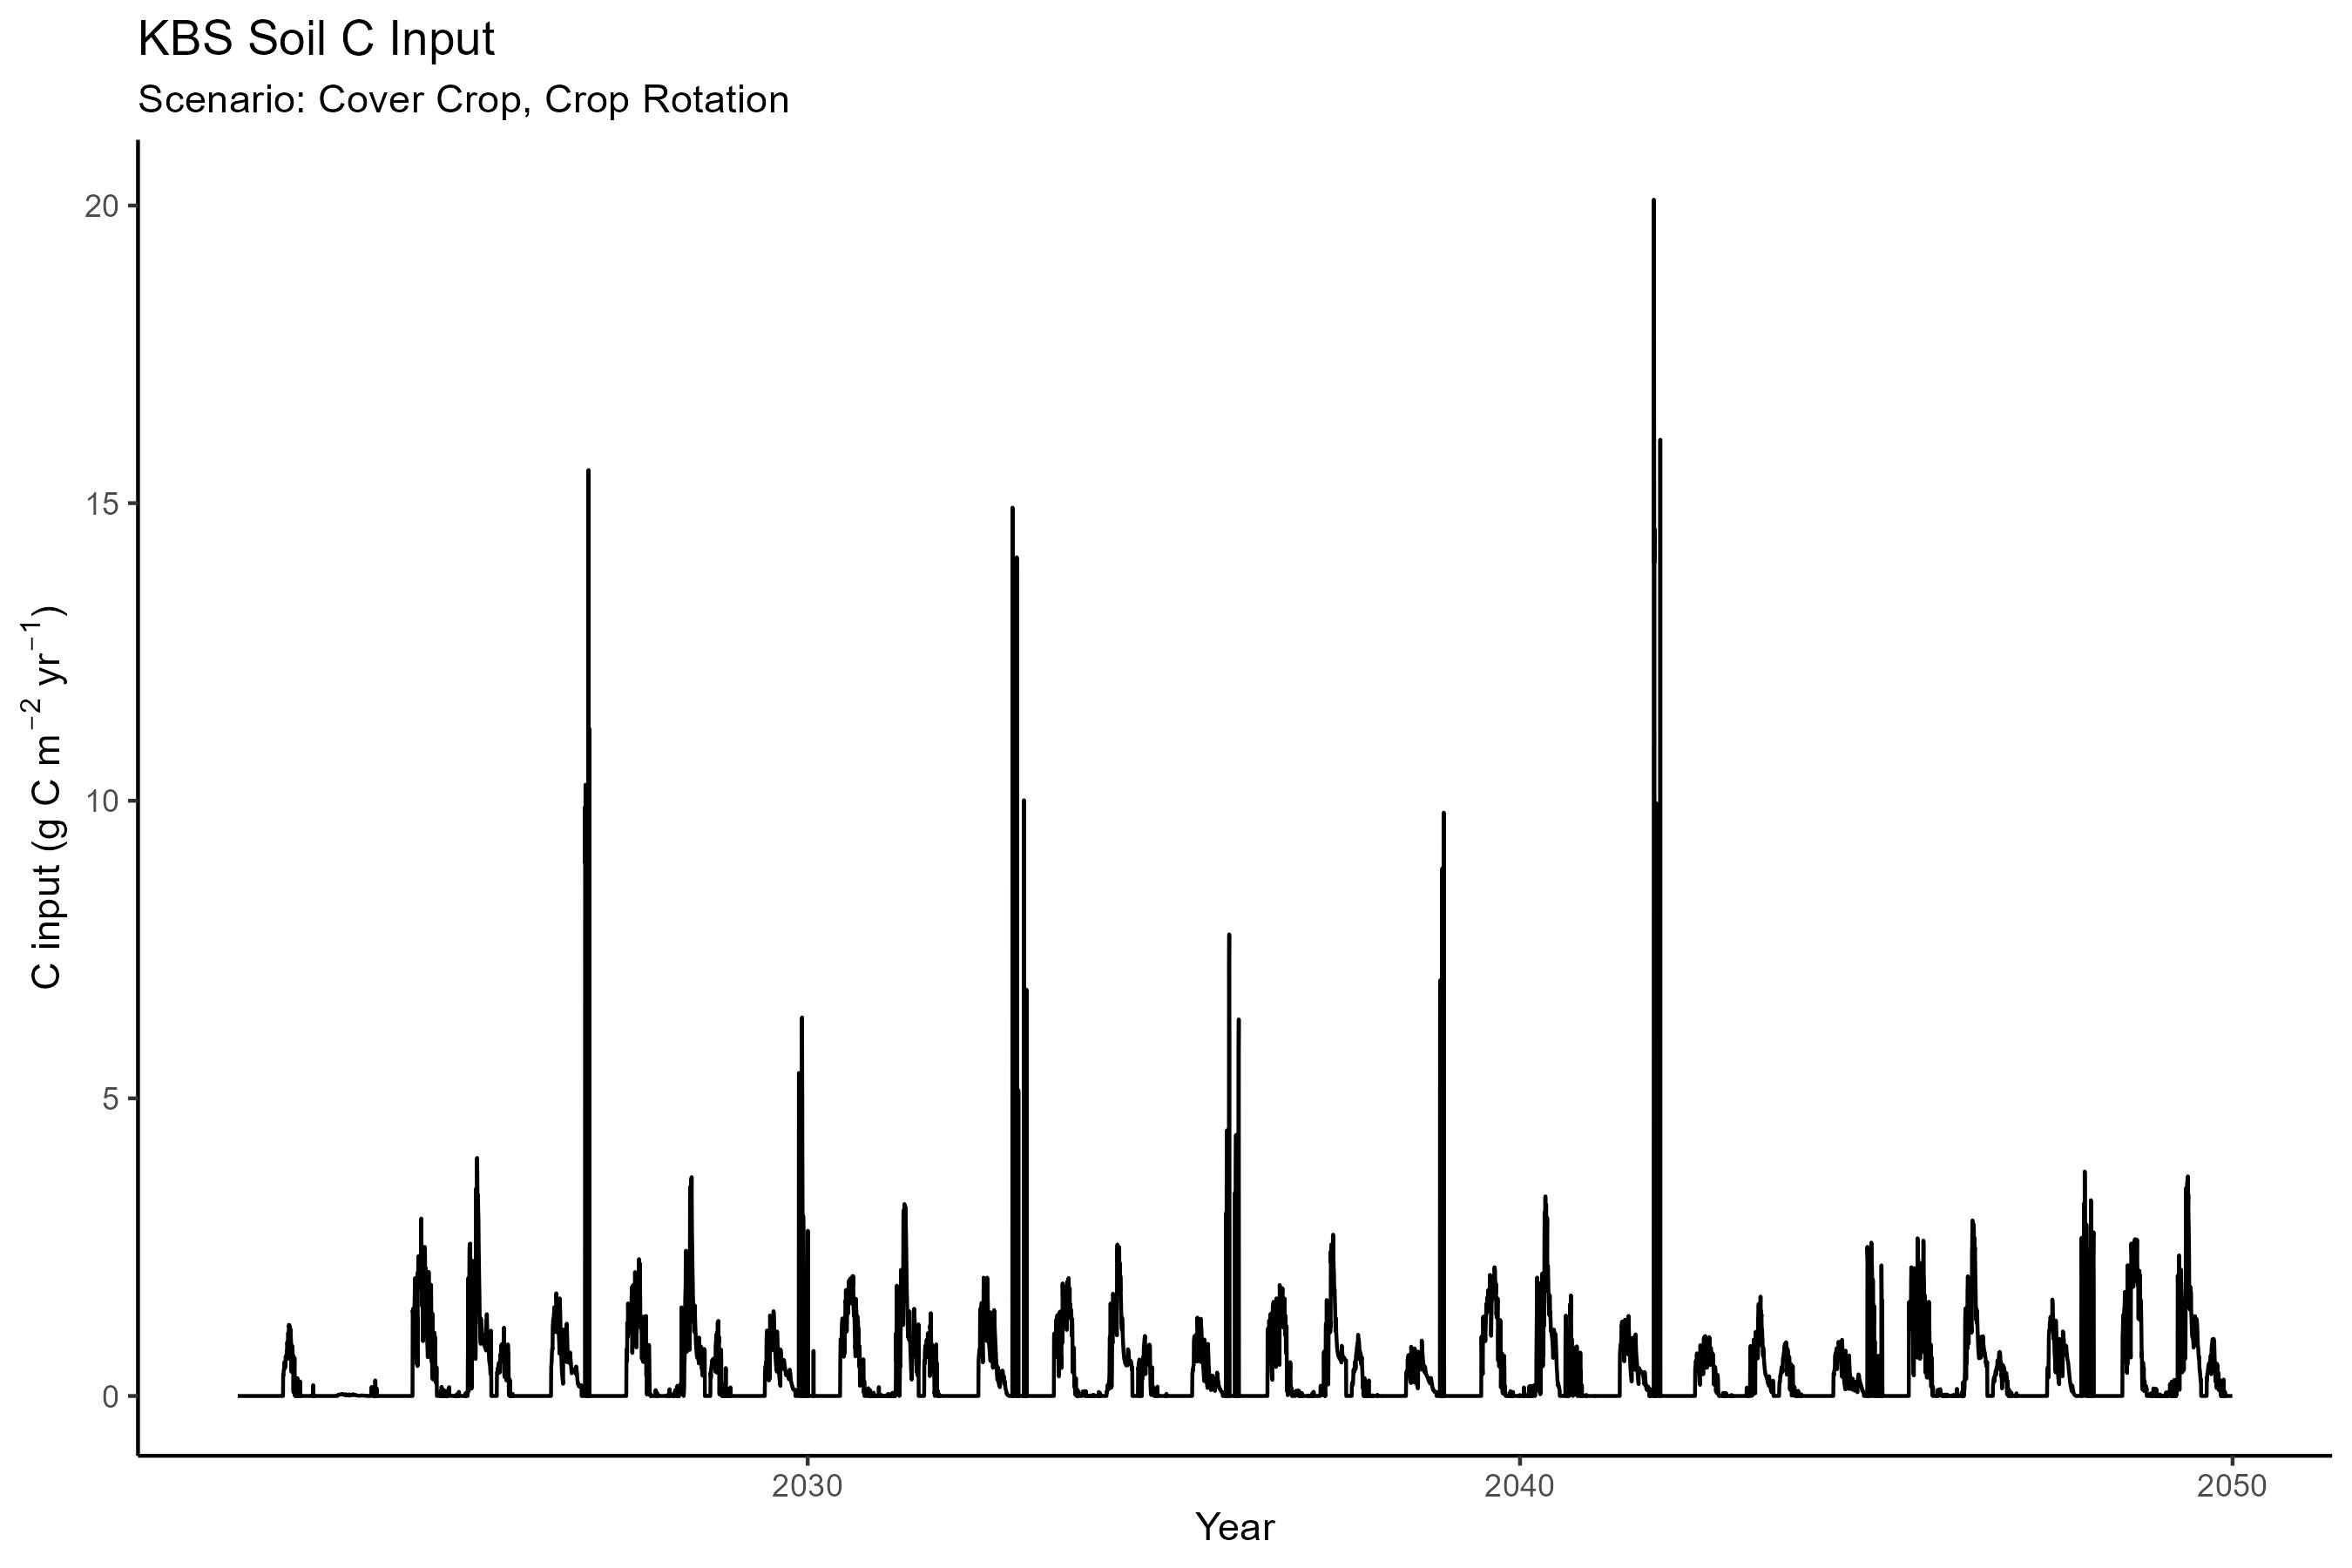 KBS Soil C Input
Scenario: Cover Crop, Crop Rotation
C input (g C m⁻² yr⁻¹)
20
15
10
5
0
2030 2040 2050
Year